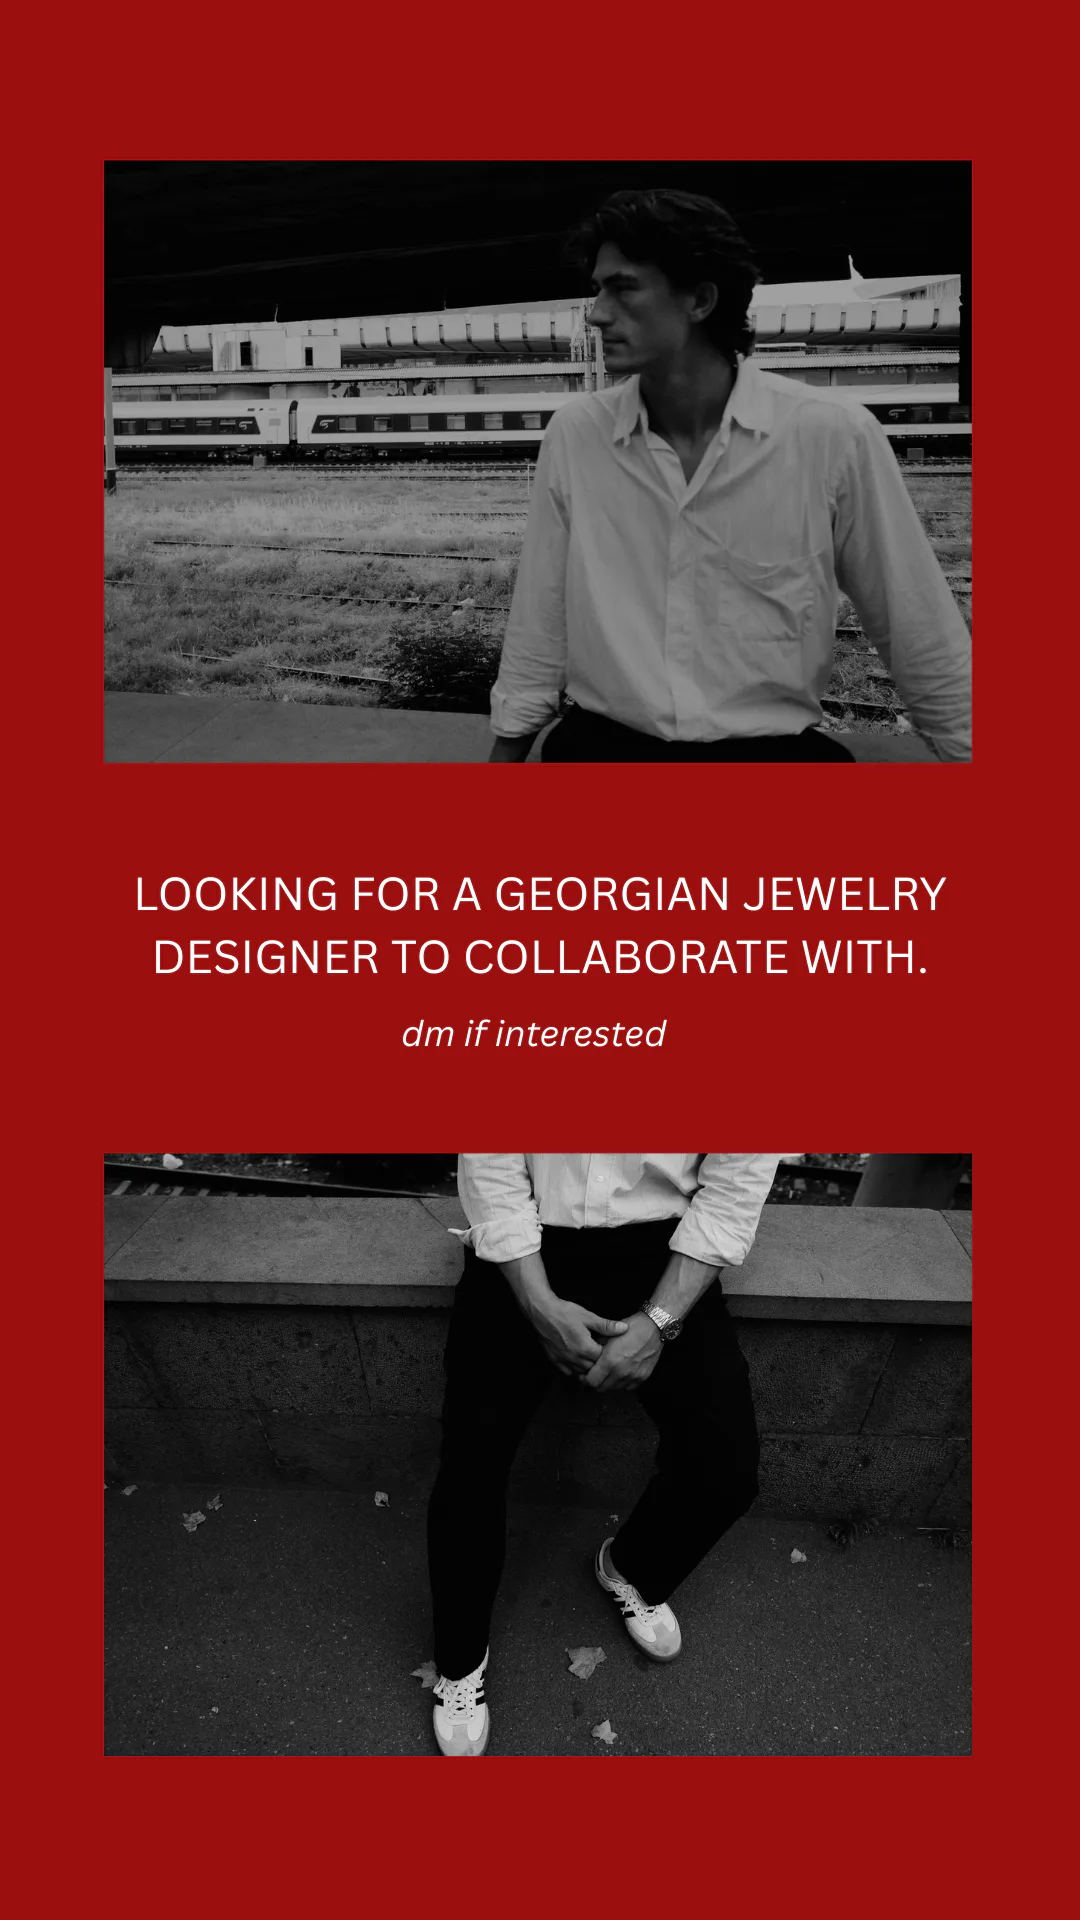 LOOKING FOR A GEORGIAN JEWELRY
DESIGNER TO COLLABORATE WITH.
dm if interested